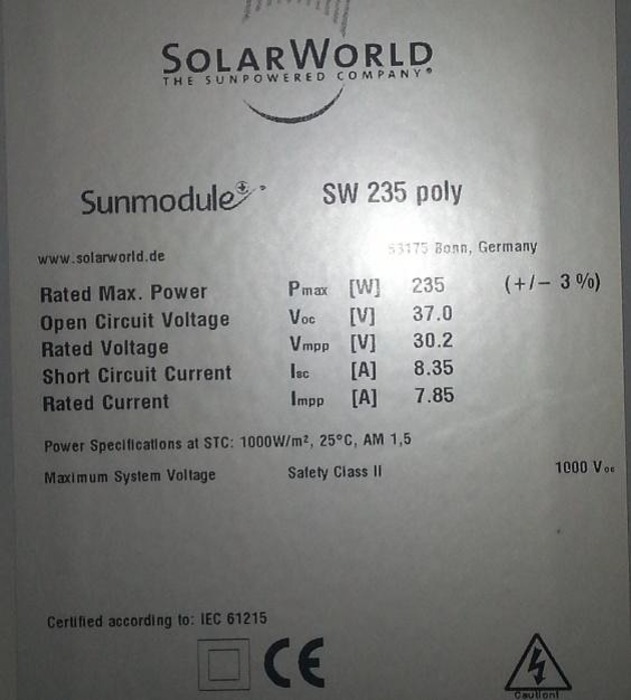 SOLARWORLD
THE SUNPOWERED COMPANY®
Sunmodule SW 235 poly
www.solarworld.de 53175 Bonn, Germany
Rated Max. Power Pmax [W] 235 (+/- 3 %)
Open Circuit Voltage Voc [V] 37.0
Rated Voltage Vmpp [V] 30.2
Short Circuit Current Isc [A] 8.35
Rated Current Impp [A] 7.85
Power Specifications at STC: 1000W/m², 25°C, AM 1,5
Maximum System Voltage Safety Class II 1000 VDC
Certified according to: IEC 61215
CE
Caution!